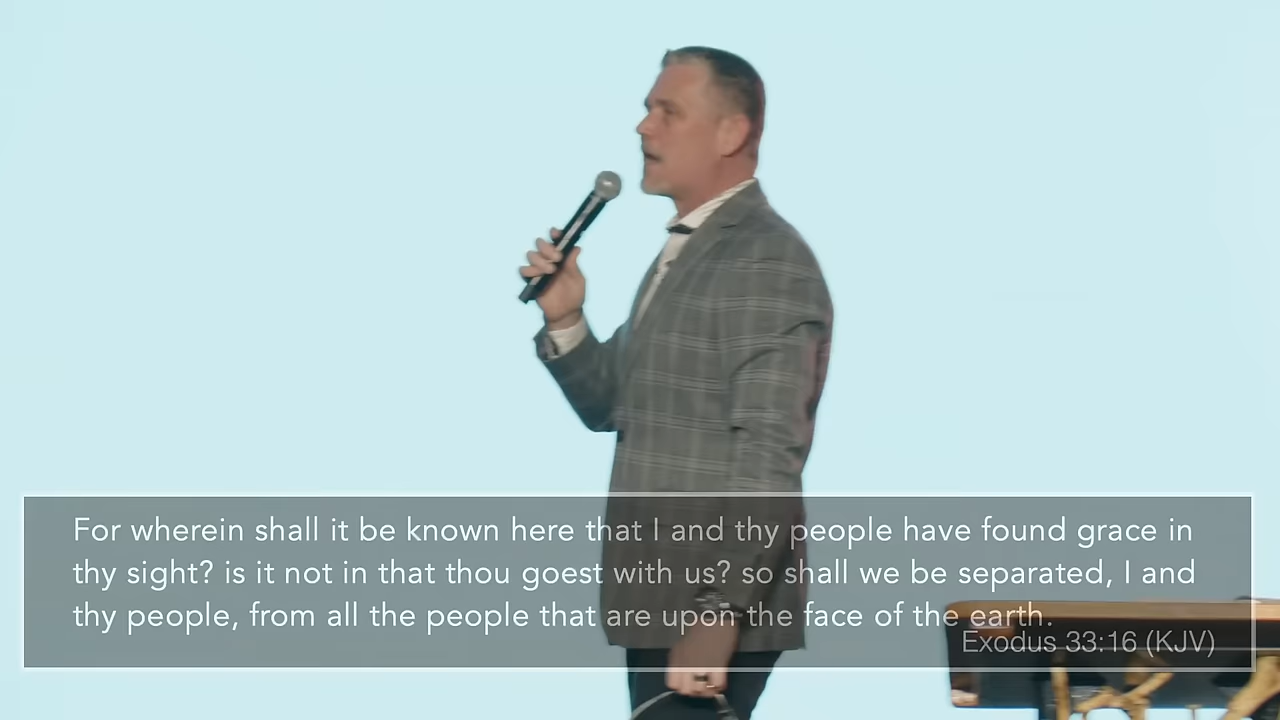 For wherein shall it be known here that I and thy people have found grace in
thy sight? is it not in that thou goest with us? so shall we be separated, I and
thy people, from all the people that are upon the face of the earth.
Exodus 33:16 (KJV)